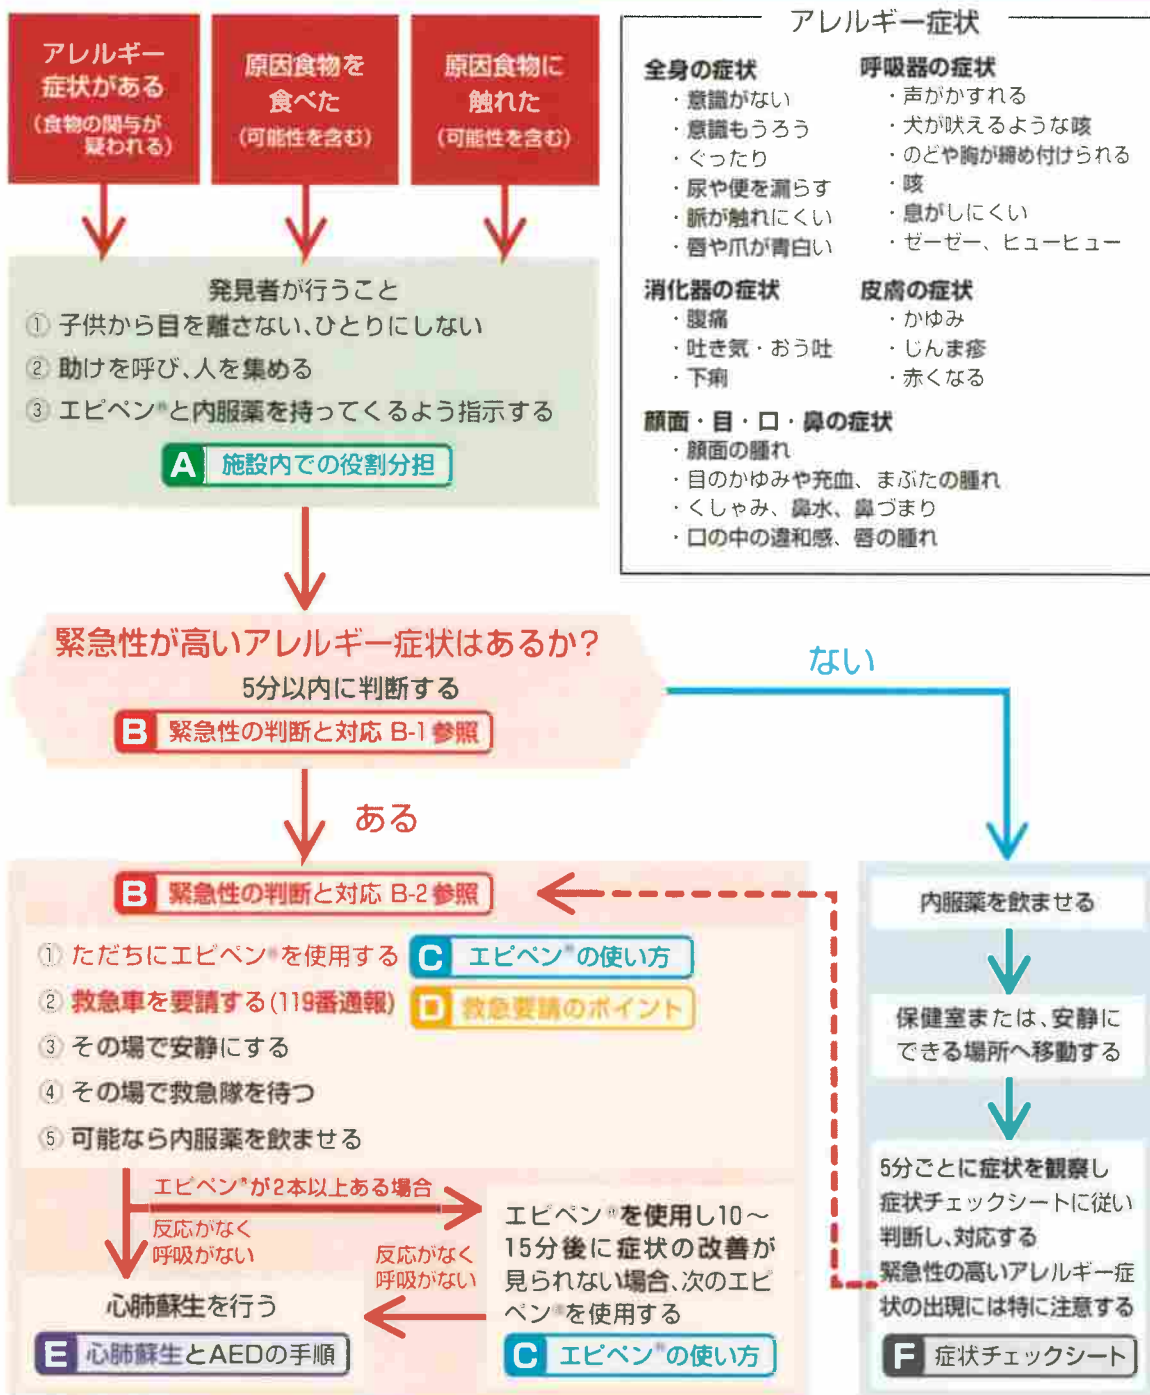 アレルギー
症状がある
(食物の関与が
疑われる)
原因食物を
食べた
(可能性を含む)
原因食物に
触れた
(可能性を含む)
発見者が行うこと
① 子供から目を離さない、ひとりにしない
② 助けを呼び、人を集める
③ エピペン®と内服薬を持ってくるよう指示する
A 施設内での役割分担
アレルギー症状
全身の症状
・意識がない
・意識もうろう
・ぐったり
・尿や便を漏らす
・脈が触れにくい
・唇や爪が青白い
呼吸器の症状
・声がかすれる
・犬が吠えるような咳
・のどや胸が締め付けられる
・咳
・息がしにくい
・ゼーゼー、ヒューヒュー
消化器の症状
・腹痛
・吐き気・おう吐
・下痢
皮膚の症状
・かゆみ
・じんま疹
・赤くなる
顔面・目・口・鼻の症状
・顔面の腫れ
・目のかゆみや充血、まぶたの腫れ
・くしゃみ、鼻水、鼻づまり
・口の中の違和感、唇の腫れ
緊急性が高いアレルギー症状はあるか?
5分以内に判断する
B 緊急性の判断と対応 B-1参照
ない
ある
B 緊急性の判断と対応 B-2参照
① ただちにエピペン®を使用する
C エピペン®の使い方
② 救急車を要請する(119番通報)
D 救急要請のポイント
③ その場で安静にする
④ その場で救急隊を待つ
⑤ 可能なら内服薬を飲ませる
エピペン®が2本以上ある場合
反応がなく
呼吸がない
エピペン®を使用し10〜
15分後に症状の改善が
見られない場合、次のエピ
ペン®を使用する
C エピペン®の使い方
反応がなく
呼吸がない
心肺蘇生を行う
E 心肺蘇生とAEDの手順
内服薬を飲ませる
保健室または、安静に
できる場所へ移動する
5分ごとに症状を観察し
症状チェックシートに従い
判断し、対応する
緊急性の高いアレルギー症
状の出現には特に注意する
F 症状チェックシート